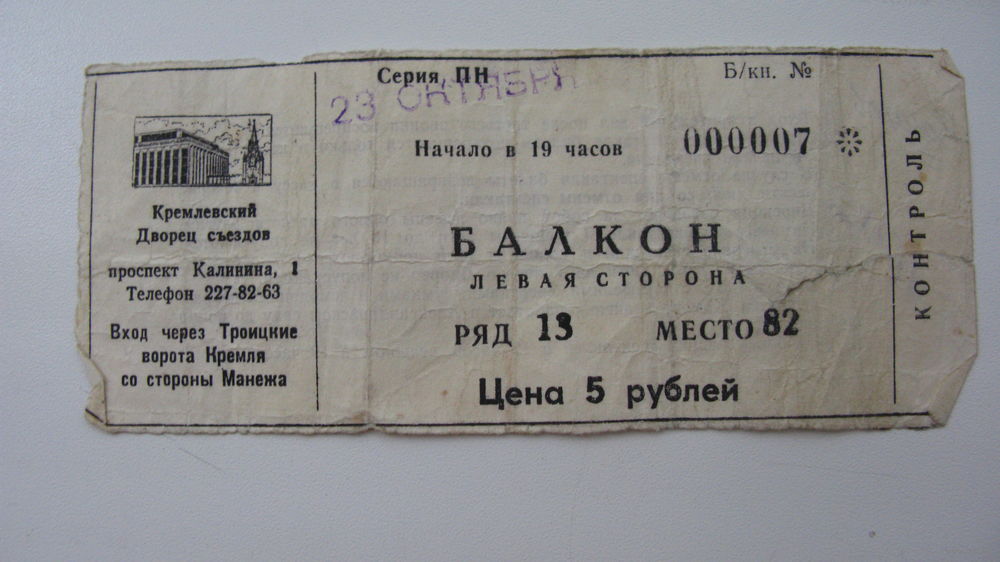 Серия ПН
Б/кн. №
23 ОКТЯБРЯ
Начало в 19 часов
000007
Кремлевский
Дворец съездов
проспект Калинина, 1
Телефон 227-82-63
Вход через Троицкие
ворота Кремля
со стороны Манежа
БАЛКОН
ЛЕВАЯ СТОРОНА
РЯД 13 МЕСТО 82
Цена 5 рублей
КОНТРОЛЬ